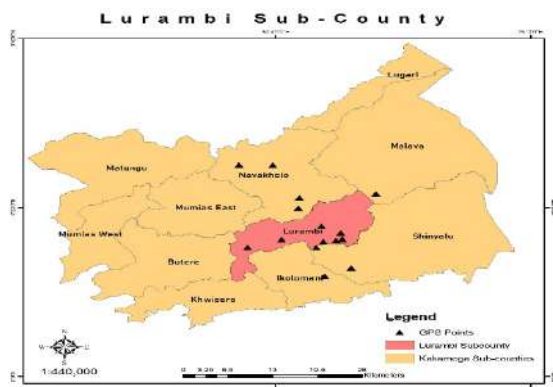 Lurambi Sub-County
Lugari
Malava
Matungu
Navakholo
Mumias East
Mumias West
Lurambi
Shinyalu
Butere
Ikolomani
Khwisero
Legend
GPS Points
Lurambi Subcounty
Kakamega Sub-counties
N
W
E
S
1:440,000
Kilometers